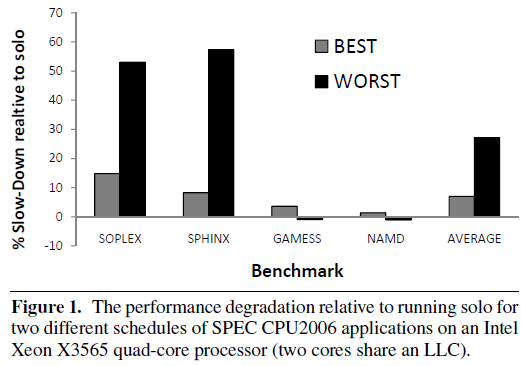 70
60
50
40
30
20
10
0
-10
% Slow-Down realtive to solo
BEST
WORST
SOPLEX SPHINX GAMESS NAMD AVERAGE
Benchmark
Figure 1. The performance degradation relative to running solo for
two different schedules of SPEC CPU2006 applications on an Intel
Xeon X3565 quad-core processor (two cores share an LLC).